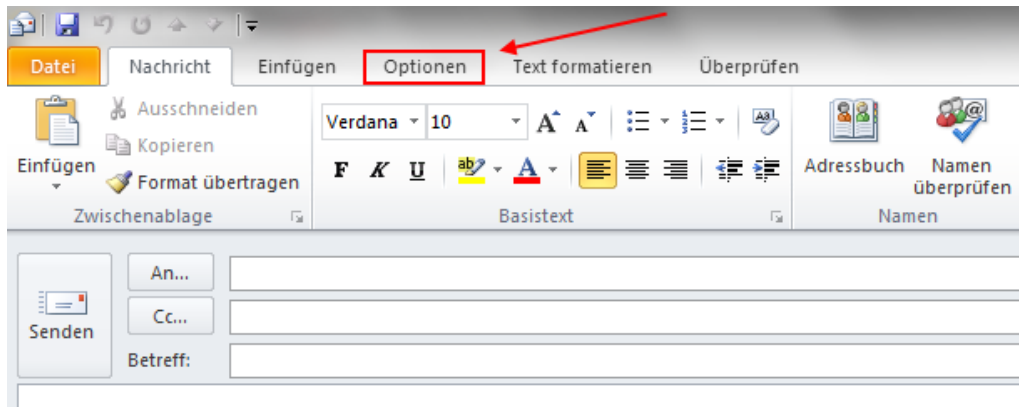 Datei Nachricht Einfügen Optionen Text formatieren Überprüfen
Ausschneiden
Kopieren
Format übertragen
Einfügen
Zwischenablage
Verdana 10
F K U
Basistext
Adressbuch
Namen
überprüfen
Namen
Senden
An...
Cc...
Betreff: